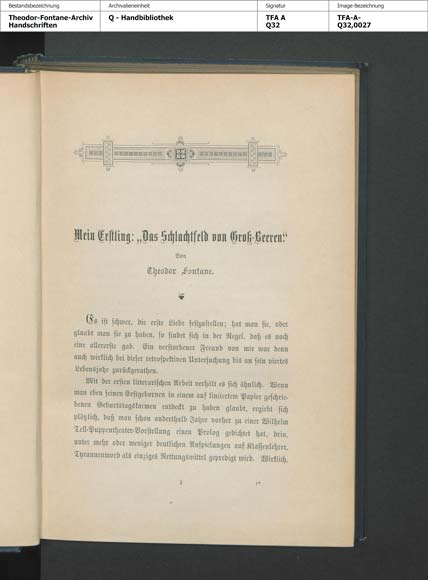 Bestandsbezeichnung
Archivalieneinheit
Signatur
Image-Bezeichnung
Theodor-Fontane-Archiv
Handschriften
Q - Handbibliothek
TFA A
Q32
TFA-A-
Q32,0027
Mein Erstling: „Das Schlachtfeld von Groß-Beeren.“
Von
Theodor Fontane.
Es ist schwer, die erste Liebe festzustellen; hat man sie, oder
glaubt man sie zu haben, so findet sich in der Regel, daß es noch
eine allererste gab. Ein verstorbener Freund von mir war denn
auch wirklich bei dieser retrospektiven Untersuchung bis an sein viertes
Lebensjahr zurückgerathen.
Mit der ersten litterarischen Arbeit verhält es sich ähnlich. Wenn
man eben seinen Erstgebornen in einem auf liniirtem Papier geschrie-
benen Geburtstagskarmen entdeckt zu haben glaubt, ergiebt sich
plötzlich, daß man schon anderthalb Jahre vorher zu einer Wilhelm
Tell-Puppentheater-Vorstellung einen Prolog gedichtet hat, drin,
unter mehr oder weniger deutlichen Anspielungen auf Klassenlehrer,
Tyrannenmord als einziges Rettungsmittel gepredigt wird. Wirklich,
3
1*